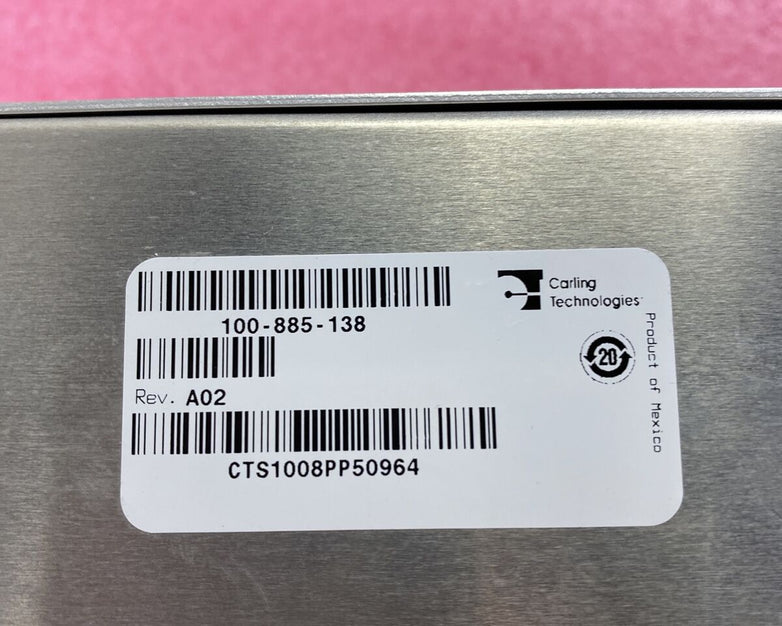 Carling
Technologies
100-885-138
20
Rev. A02
CTS1008PP50964
Product of Mexico